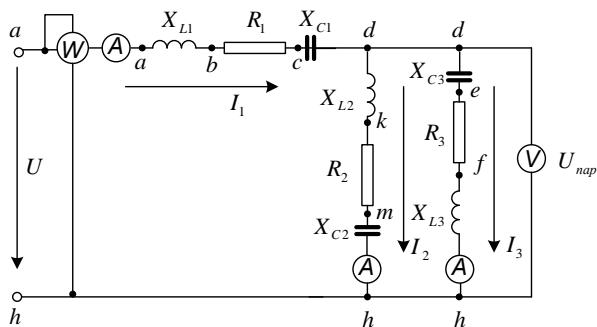 X_L1 R_1 X_C1
a W A a b c d d
I_1
X_C3
e
X_L2
k
R_3
R_2
V U_пар
U
f
m
X_L3
X_C2
I_2 I_3
A A
h h h